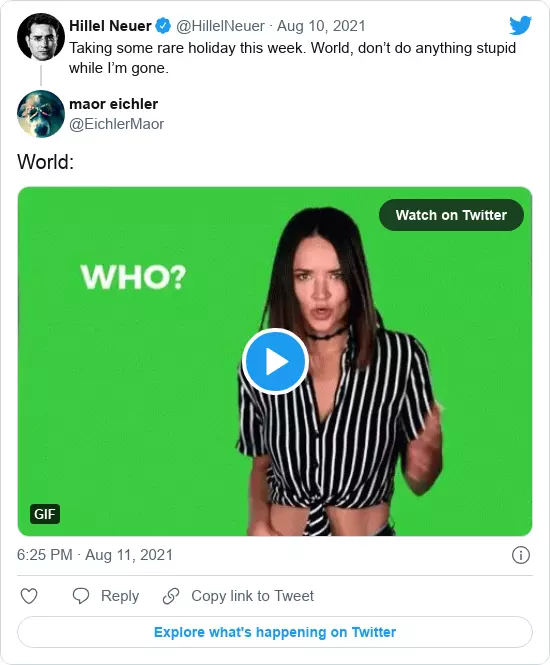 Hillel Neuer @HillelNeuer · Aug 10, 2021
Taking some rare holiday this week. World, don’t do anything stupid
while I’m gone.
maor eichler
@EichlerMaor
World:
Watch on Twitter
WHO?
GIF
6:25 PM · Aug 11, 2021
Reply
Copy link to Tweet
Explore what's happening on Twitter